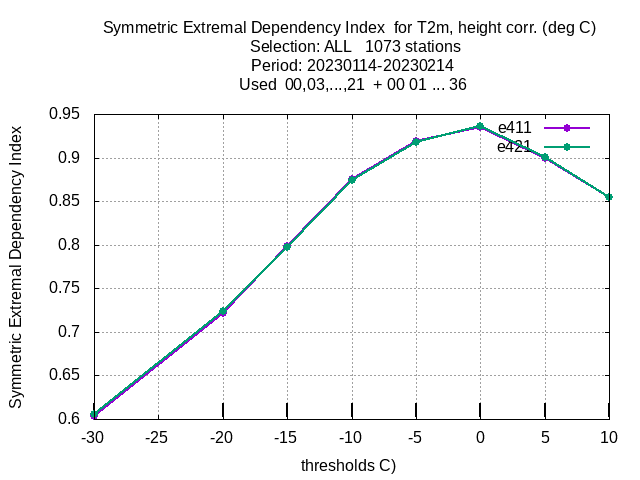 Symmetric Extremal Dependency Index  for T2m, height corr. (deg C)
Selection: ALL   1073 stations
Period: 20230114-20230214
Used  00,03,...,21  + 00 01 ... 36
Symmetric Extremal Dependency Index
0.95
0.9
0.85
0.8
0.75
0.7
0.65
0.6
e411
e421
-30 -25 -20 -15 -10 -5 0 5 10
thresholds C)